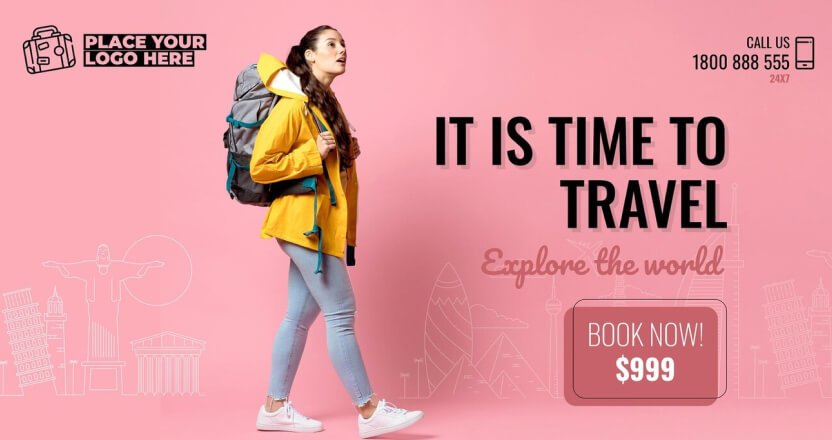 PLACE YOUR
LOGO HERE
CALL US
1800 888 555
24X7
IT IS TIME TO
TRAVEL
Explore the world
BOOK NOW!
$999